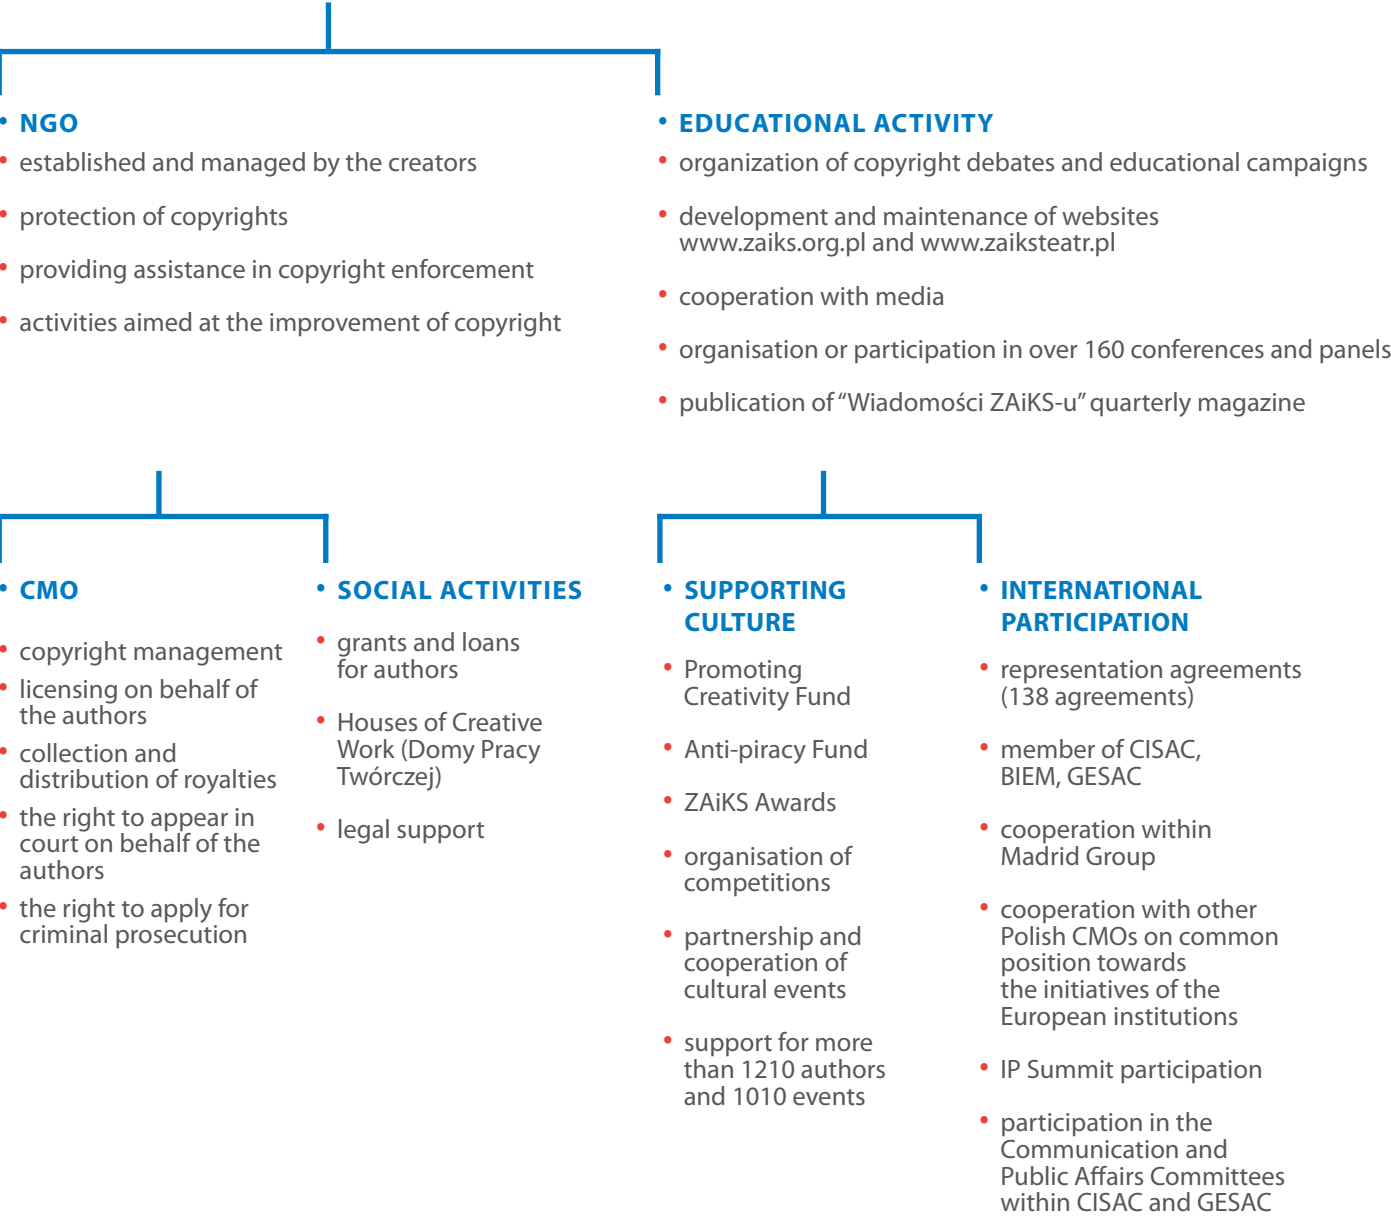 • NGO
• established and managed by the creators
• protection of copyrights
• providing assistance in copyright enforcement
• activities aimed at the improvement of copyright
• EDUCATIONAL ACTIVITY
• organization of copyright debates and educational campaigns
• development and maintenance of websites
www.zaiks.org.pl and www.zaiksteatr.pl
• cooperation with media
• organisation or participation in over 160 conferences and panels
• publication of “Wiadomości ZAiKS-u” quarterly magazine
• CMO
• copyright management
• licensing on behalf of
the authors
• collection and
distribution of royalties
• the right to appear in
court on behalf of the
authors
• the right to apply for
criminal prosecution
• SOCIAL ACTIVITIES
• grants and loans
for authors
• Houses of Creative
Work (Domy Pracy
Twórczej)
• legal support
• SUPPORTING
CULTURE
• Promoting
Creativity Fund
• Anti-piracy Fund
• ZAiKS Awards
• organisation of
competitions
• partnership and
cooperation of
cultural events
• support for more
than 1210 authors
and 1010 events
• INTERNATIONAL
PARTICIPATION
• representation agreements
(138 agreements)
• member of CISAC,
BIEM, GESAC
• cooperation within
Madrid Group
• cooperation with other
Polish CMOs on common
position towards
the initiatives of the
European institutions
• IP Summit participation
• participation in the
Communication and
Public Affairs Committees
within CISAC and GESAC